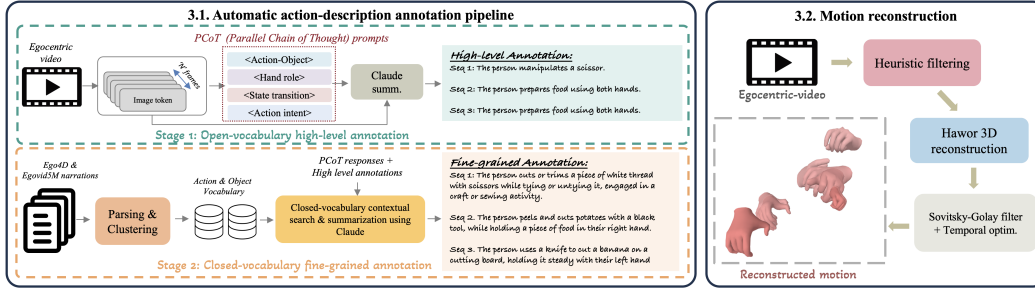 3.1. Automatic action-description annotation pipeline
Egocentric
video
'N' frames
Image token
PCoT (Parallel Chain of Thought) prompts
<Action-Object>
<Hand role>
<State transition>
<Action intent>
Claude
summ.
High-level Annotation:
Seq 1: The person manipulates a scissor.
Seq 2: The person prepares food using both hands.
Seq 3: The person prepares food using both hands.
Stage 1: Open-vocabulary high-level annotation
Ego4D &
Egovid5M
narrations
Parsing &
Clustering
Action & Object
Vocabulary
PCoT responses +
High level annotations
Closed-vocabulary contextual
search & summarization using
Claude
Fine-grained Annotation:
Seq 1: The person cuts or trims a piece of white thread
with scissors while tying or untying it, engaged in a
craft or sewing activity.
Seq 2. The person peels and cuts potatoes with a black
tool, while holding a piece of food in their right hand.
Seq 3. The person uses a knife to cut a banana on a
cutting board, holding it steady with their left hand
Stage 2: Closed-vocabulary fine-grained annotation
3.2. Motion reconstruction
Egocentric-video
Heuristic filtering
Hawor 3D
reconstruction
Sovitsky-Golay filter
+ Temporal optim.
Reconstructed motion